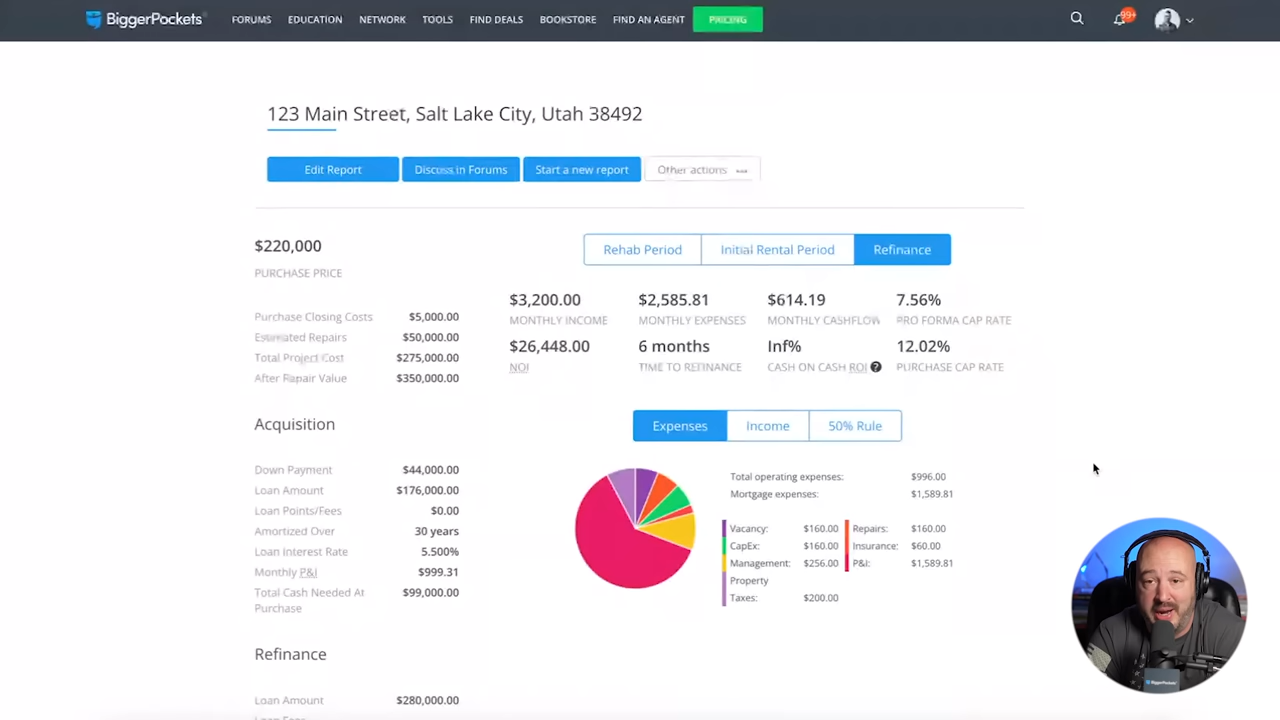 BiggerPockets
FORUMS EDUCATION NETWORK TOOLS FIND DEALS BOOKSTORE FIND AN AGENT PRICING 99+
123 Main Street, Salt Lake City, Utah 38492
Edit Report Discuss in Forums Start a new report Other actions •••
$220,000
PURCHASE PRICE
Purchase Closing Costs $5,000.00
Estimated Repairs $50,000.00
Total Project Cost $275,000.00
After Repair Value $350,000.00
Acquisition
Down Payment $44,000.00
Loan Amount $176,000.00
Loan Points/Fees $0.00
Amortized Over 30 years
Loan Interest Rate 5.500%
Monthly P&I $999.31
Total Cash Needed At $99,000.00
Purchase
Refinance
Loan Amount $280,000.00
Loan Fees
Rehab Period Initial Rental Period Refinance
$3,200.00 $2,585.81 $614.19 7.56%
MONTHLY INCOME MONTHLY EXPENSES MONTHLY CASHFLOW PRO FORMA CAP RATE
$26,448.00 6 months Inf% 12.02%
NOI TIME TO REFINANCE CASH ON CASH ROI ? PURCHASE CAP RATE
Expenses Income 50% Rule
Total operating expenses: $996.00
Mortgage expenses: $1,589.81
Vacancy: $160.00 Repairs: $160.00
CapEx: $160.00 Insurance: $60.00
Management: $256.00 P&I: $1,589.81
Property
Taxes: $200.00
BiggerPockets